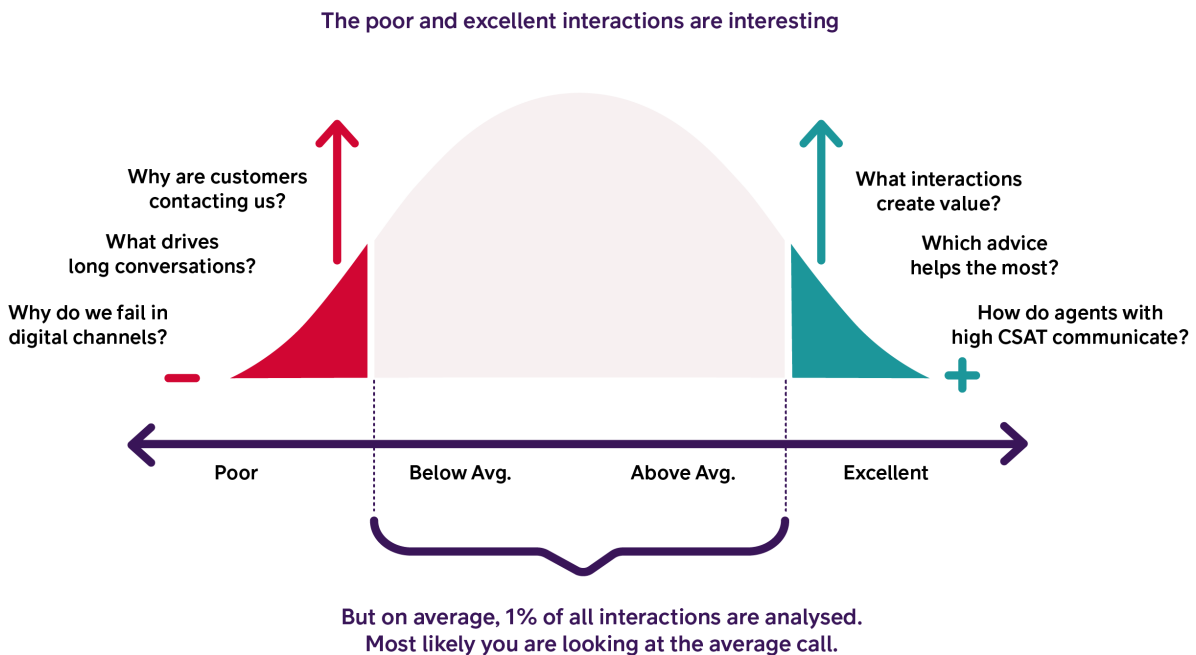 The poor and excellent interactions are interesting
Why are customers
contacting us?
What drives
long conversations?
Why do we fail in
digital channels?
What interactions
create value?
Which advice
helps the most?
How do agents with
high CSAT communicate?
Poor
Below Avg.
Above Avg.
Excellent
But on average, 1% of all interactions are analysed.
Most likely you are looking at the average call.